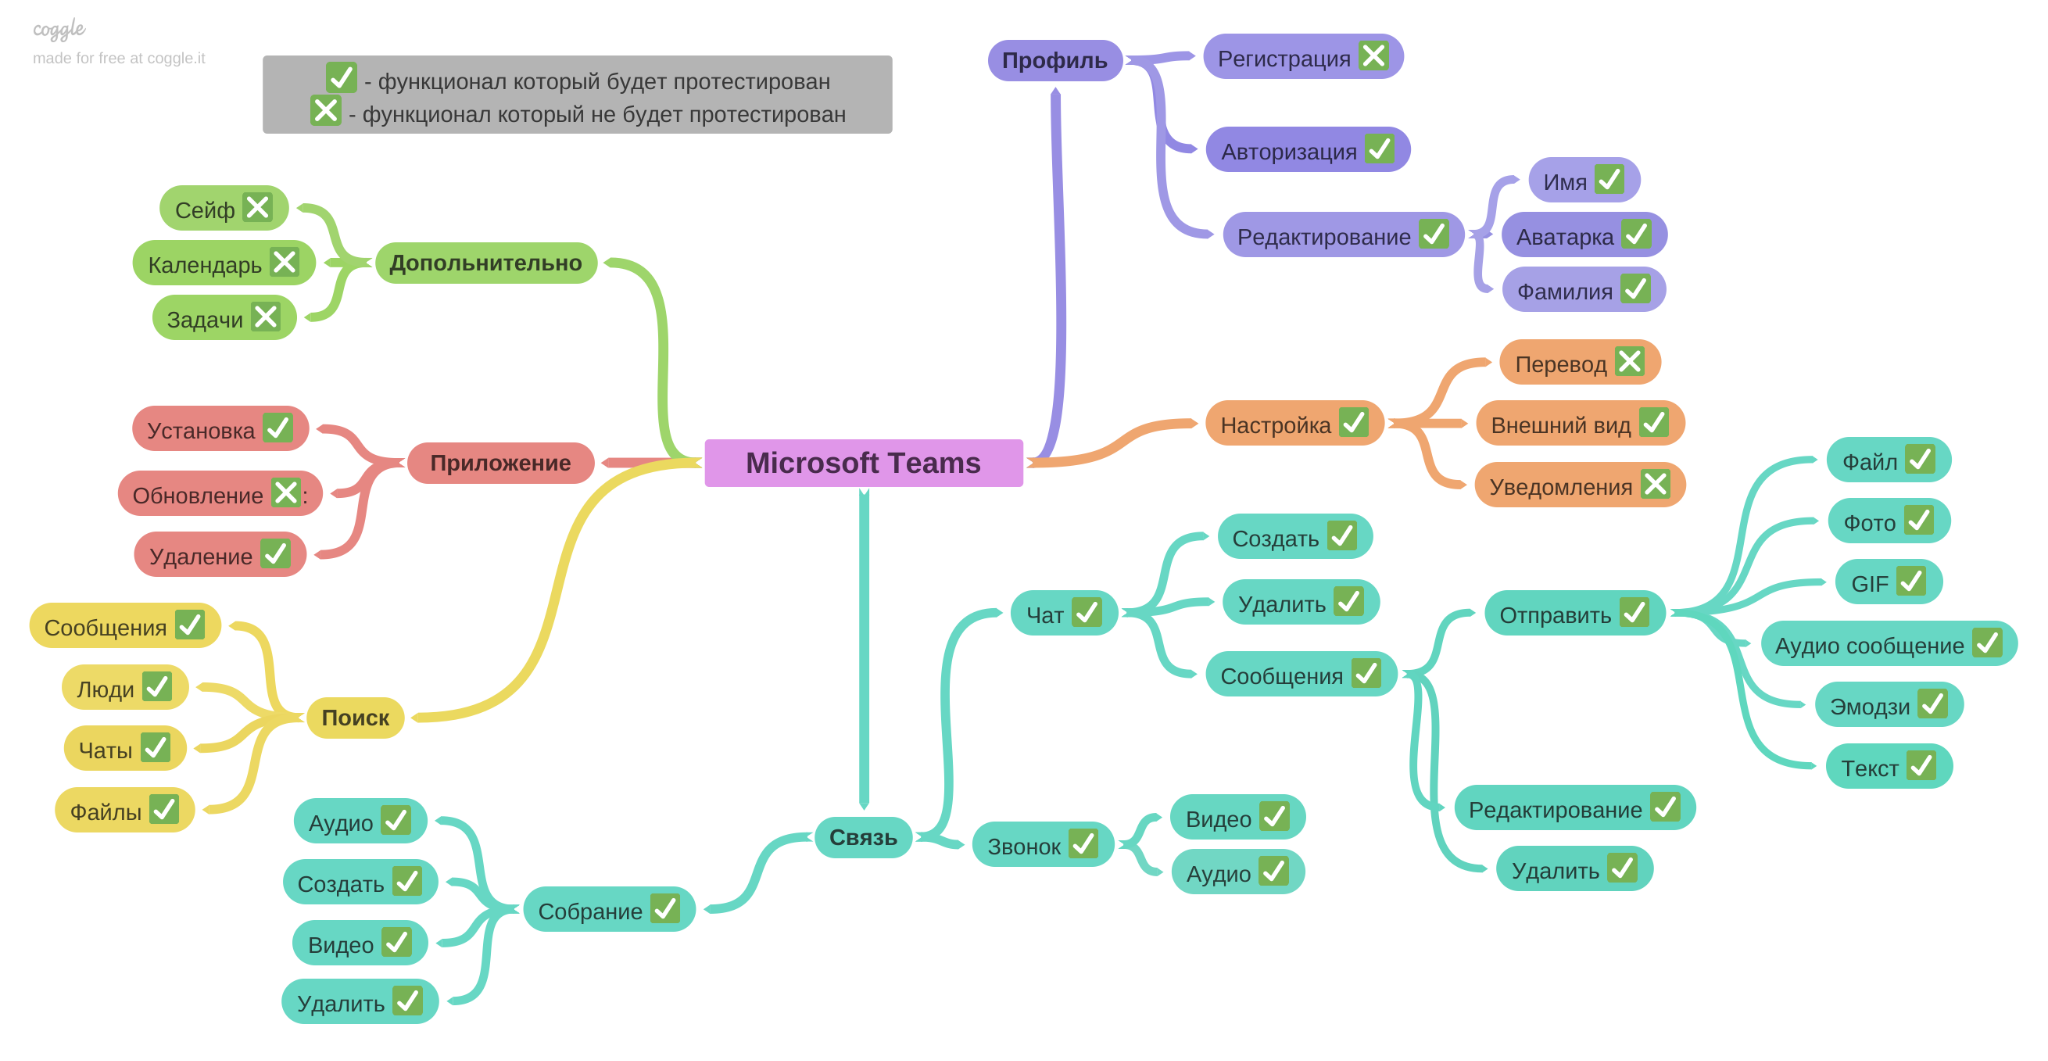 coggle
made for free at coggle.it
✅ - функционал который будет протестирован
❎ - функционал который не будет протестирован
Microsoft Teams
Профиль
Регистрация ❎
Авторизация ✅
Редактирование ✅
Имя ✅
Аватарка ✅
Фамилия ✅
Настройка ✅
Перевод ❎
Внешний вид ✅
Уведомления ❎
Допольнительно
Сейф ❎
Календарь ❎
Задачи ❎
Приложение
Установка ✅
Обновление ❎:
Удаление ✅
Поиск
Сообщения ✅
Люди ✅
Чаты ✅
Файлы ✅
Связь
Чат ✅
Создать ✅
Удалить ✅
Сообщения ✅
Отправить ✅
Файл ✅
Фото ✅
GIF ✅
Аудио сообщение ✅
Эмодзи ✅
Текст ✅
Редактирование ✅
Удалить ✅
Звонок ✅
Видео ✅
Аудио ✅
Собрание ✅
Аудио ✅
Создать ✅
Видео ✅
Удалить ✅